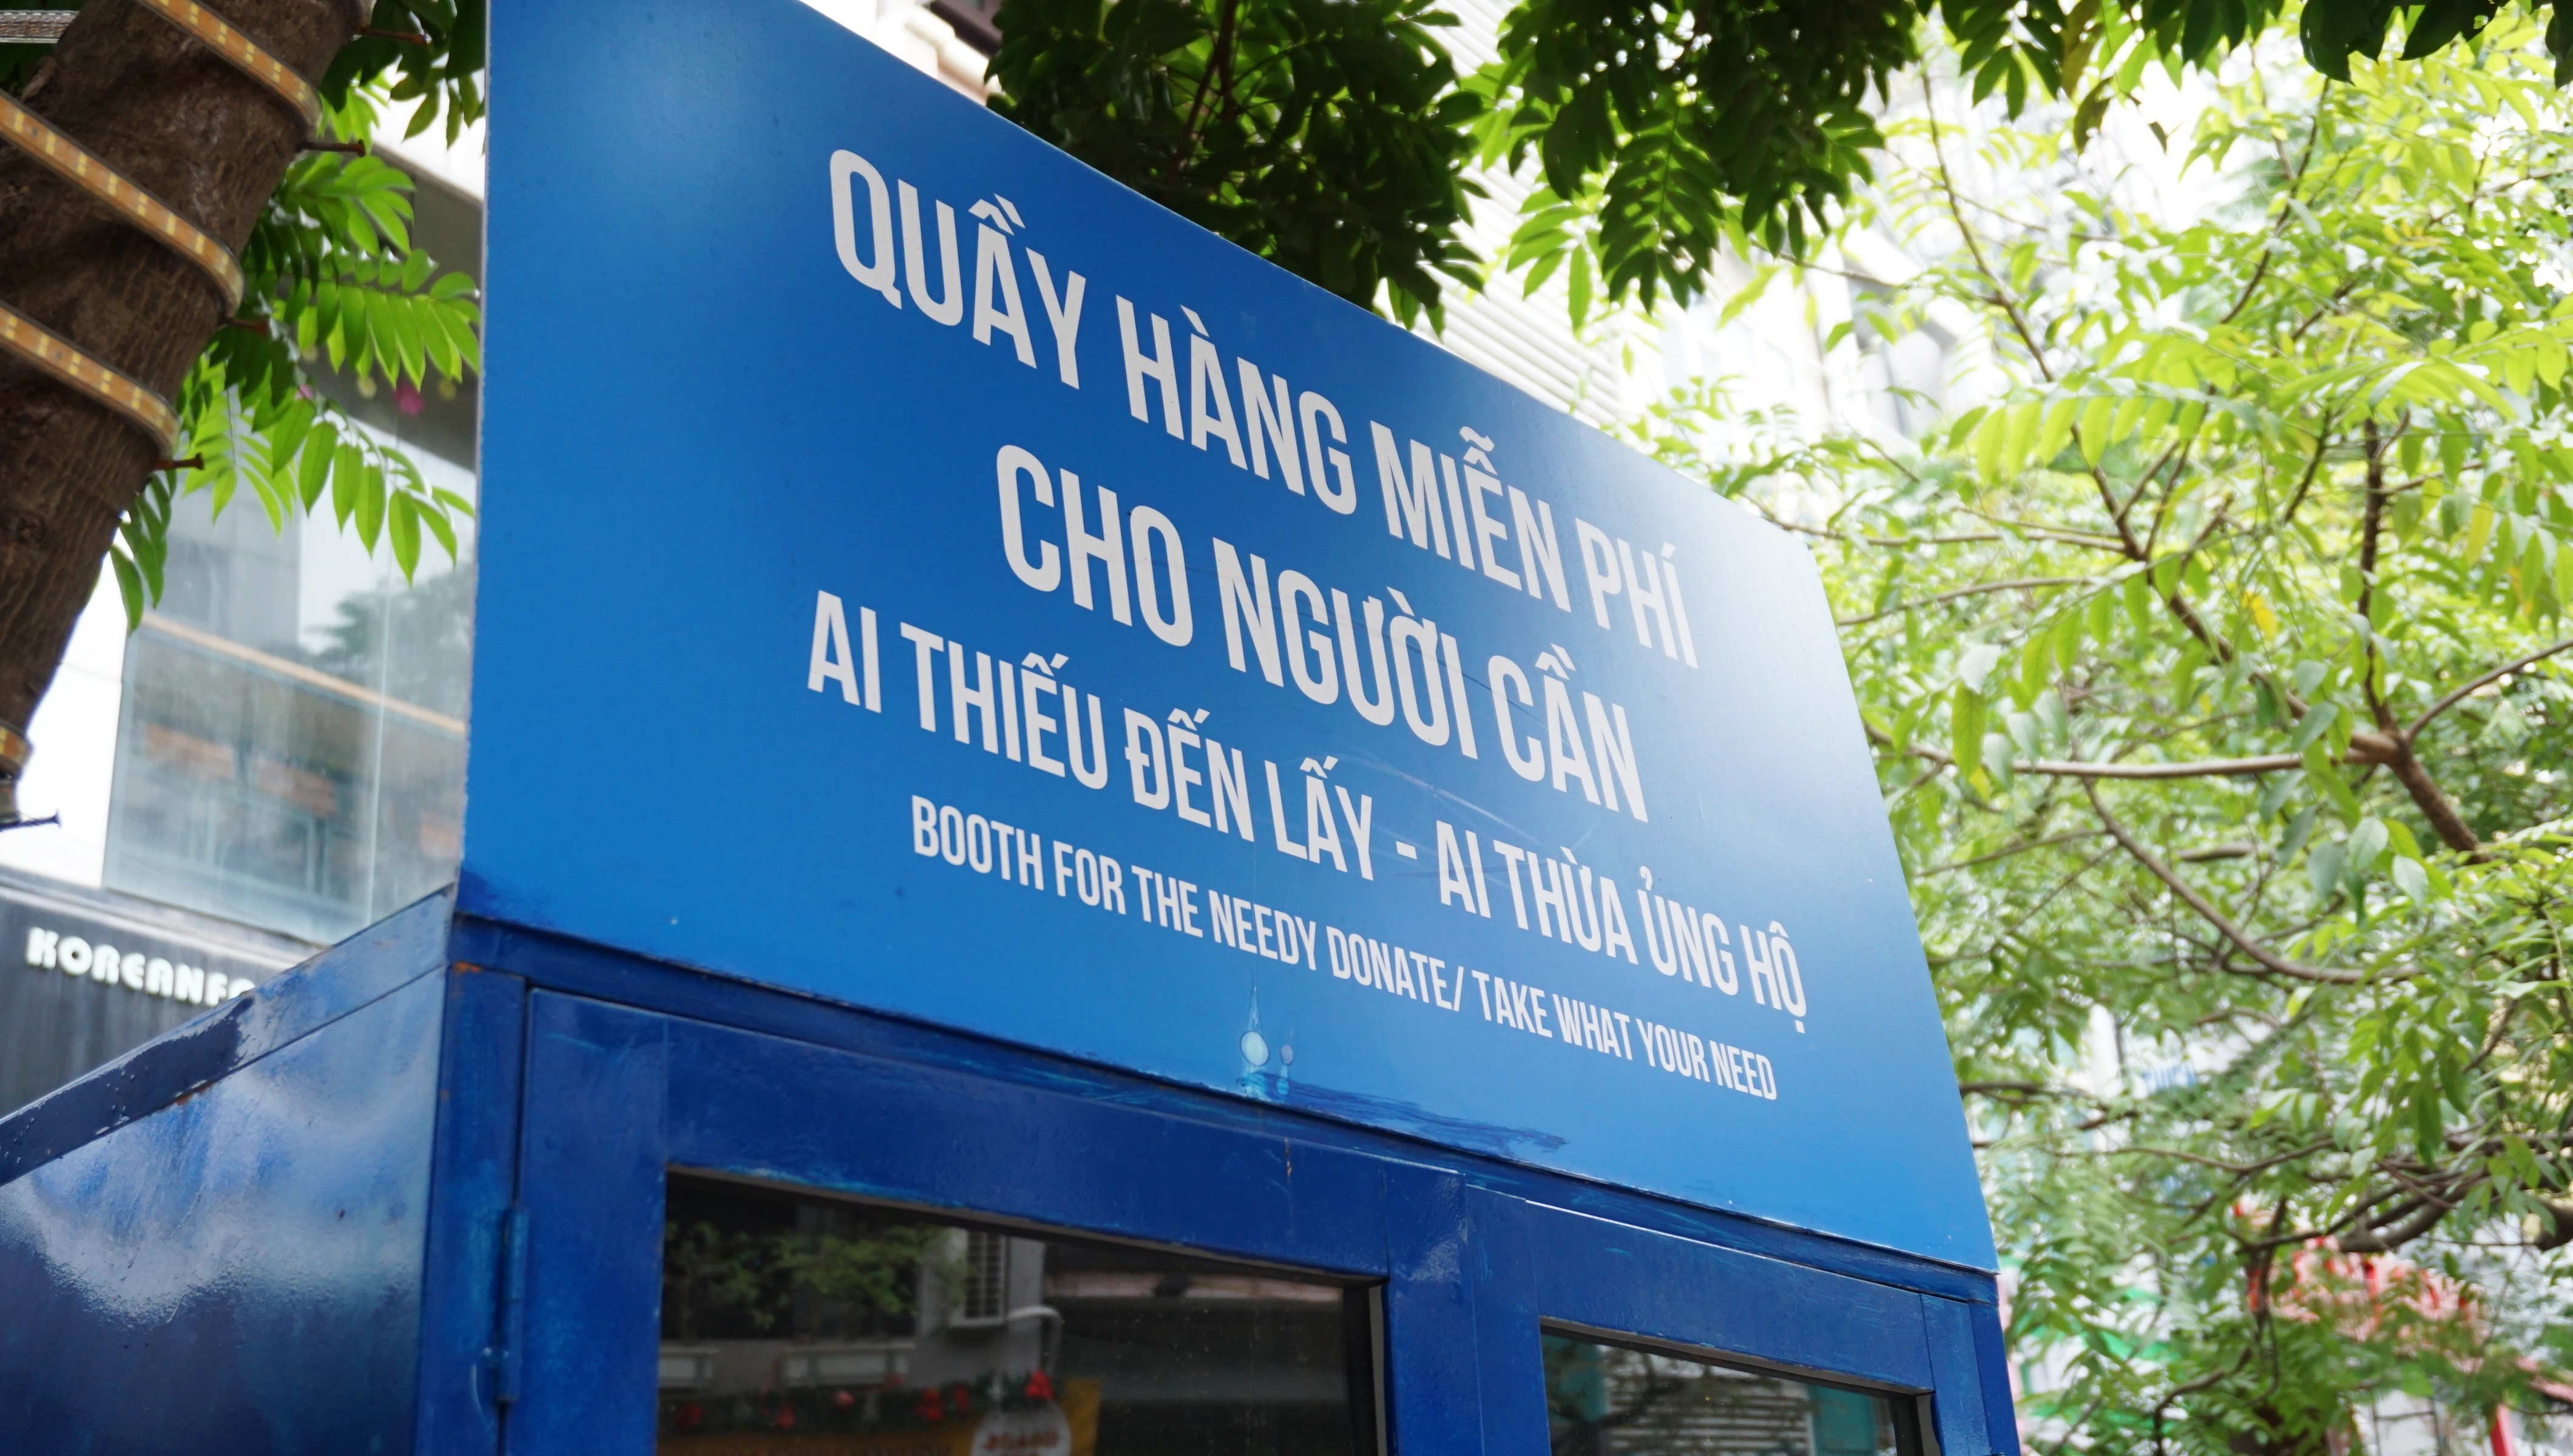 QUẦY HÀNG MIỄN PHÍ
CHO NGƯỜI CẦN
AI THIẾU ĐẾN LẤY - AI THỪA ỦNG HỘ
BOOTH FOR THE NEEDY DONATE/ TAKE WHAT YOUR NEED